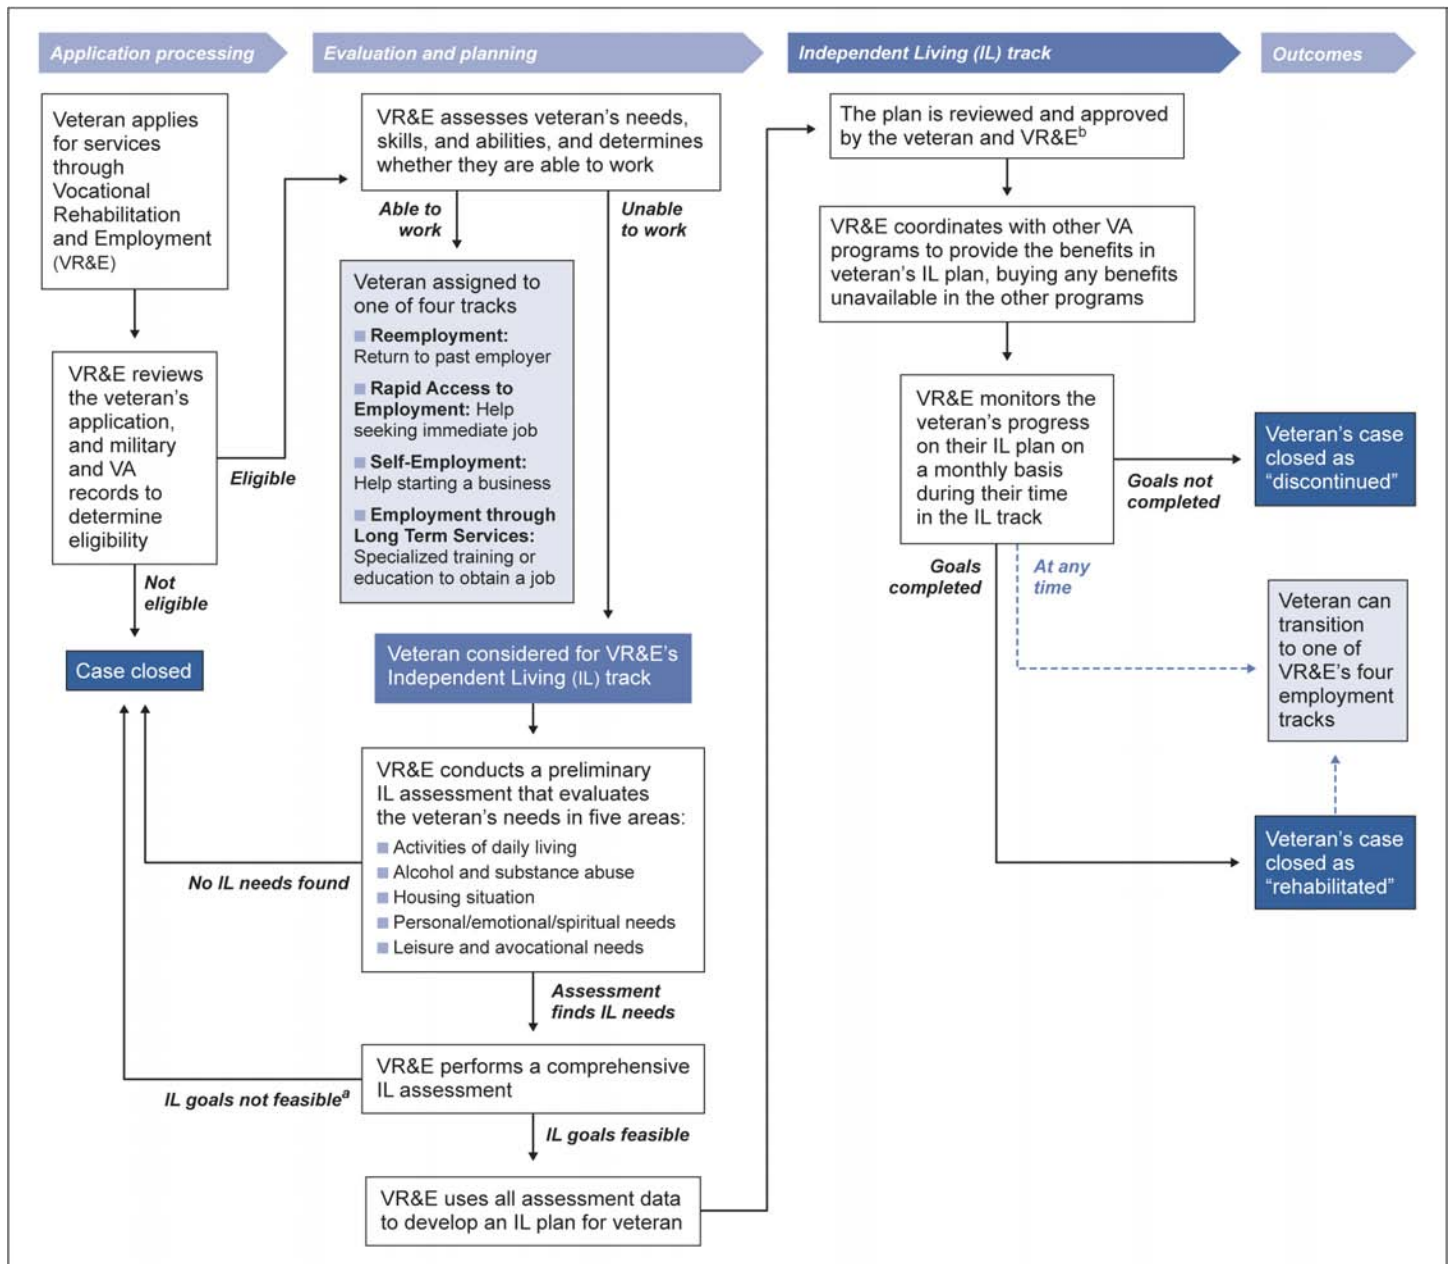 Application processing
Evaluation and planning
Independent Living (IL) track
Outcomes
Veteran applies
for services
through
Vocational
Rehabilitation
and Employment
(VR&E)
VR&E reviews
the veteran's
application,
and military
and VA
records to
determine
eligibility
Eligible
Not
eligible
Case closed
VR&E assesses veteran's needs,
skills, and abilities, and determines
whether they are able to work
Able to
work
Unable
to work
Veteran assigned to
one of four tracks
■ Reemployment:
Return to past employer
■ Rapid Access to
Employment: Help
seeking immediate job
■ Self-Employment:
Help starting a business
■ Employment through
Long Term Services:
Specialized training or
education to obtain a job
Veteran considered for VR&E's
Independent Living (IL) track
VR&E conducts a preliminary
IL assessment that evaluates
the veteran's needs in five areas:
■ Activities of daily living
■ Alcohol and substance abuse
■ Housing situation
■ Personal/emotional/spiritual needs
■ Leisure and avocational needs
No IL needs found
Assessment
finds IL needs
VR&E performs a comprehensive
IL assessment
IL goals not feasibleᵃ
IL goals feasible
VR&E uses all assessment data
to develop an IL plan for veteran
The plan is reviewed and approved
by the veteran and VR&Eᵇ
VR&E coordinates with other VA
programs to provide the benefits in
veteran's IL plan, buying any benefits
unavailable in the other programs
VR&E monitors the
veteran's progress
on their IL plan on
a monthly basis
during their time
in the IL track
Goals not
completed
Goals
completed
At any
time
Veteran's case
closed as
"discontinued"
Veteran can
transition
to one of
VR&E's four
employment
tracks
Veteran's case
closed as
"rehabilitated"